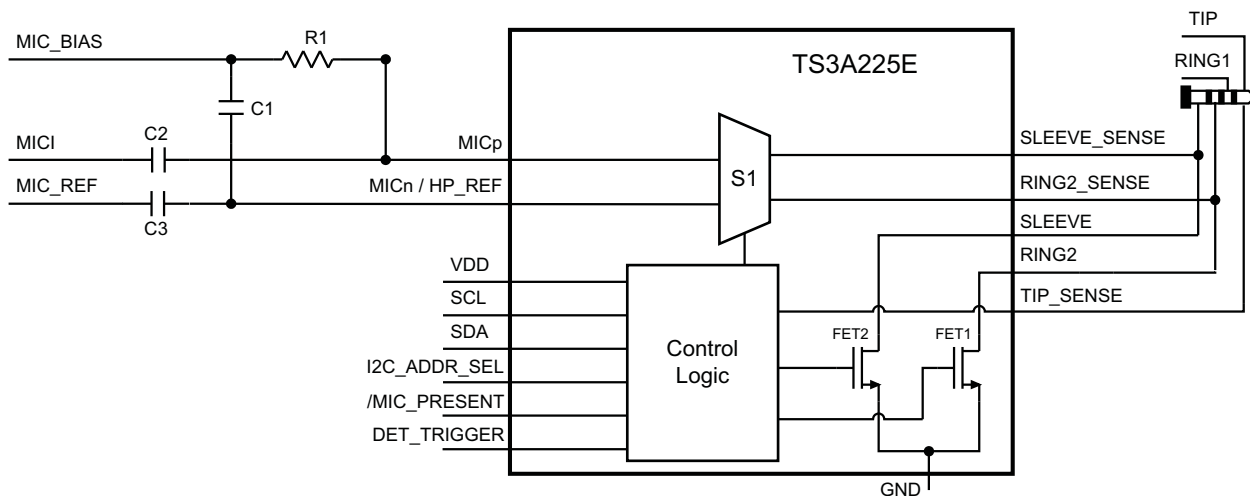 TIP
MIC_BIAS
R1
TS3A225E
RING1
C1
MICI
C2
MICp
SLEEVE_SENSE
MIC_REF
C3
MICn / HP_REF
S1
RING2_SENSE
SLEEVE
RING2
TIP_SENSE
VDD
SCL
SDA
I2C_ADDR_SEL
/MIC_PRESENT
DET_TRIGGER
Control
Logic
FET2
FET1
GND